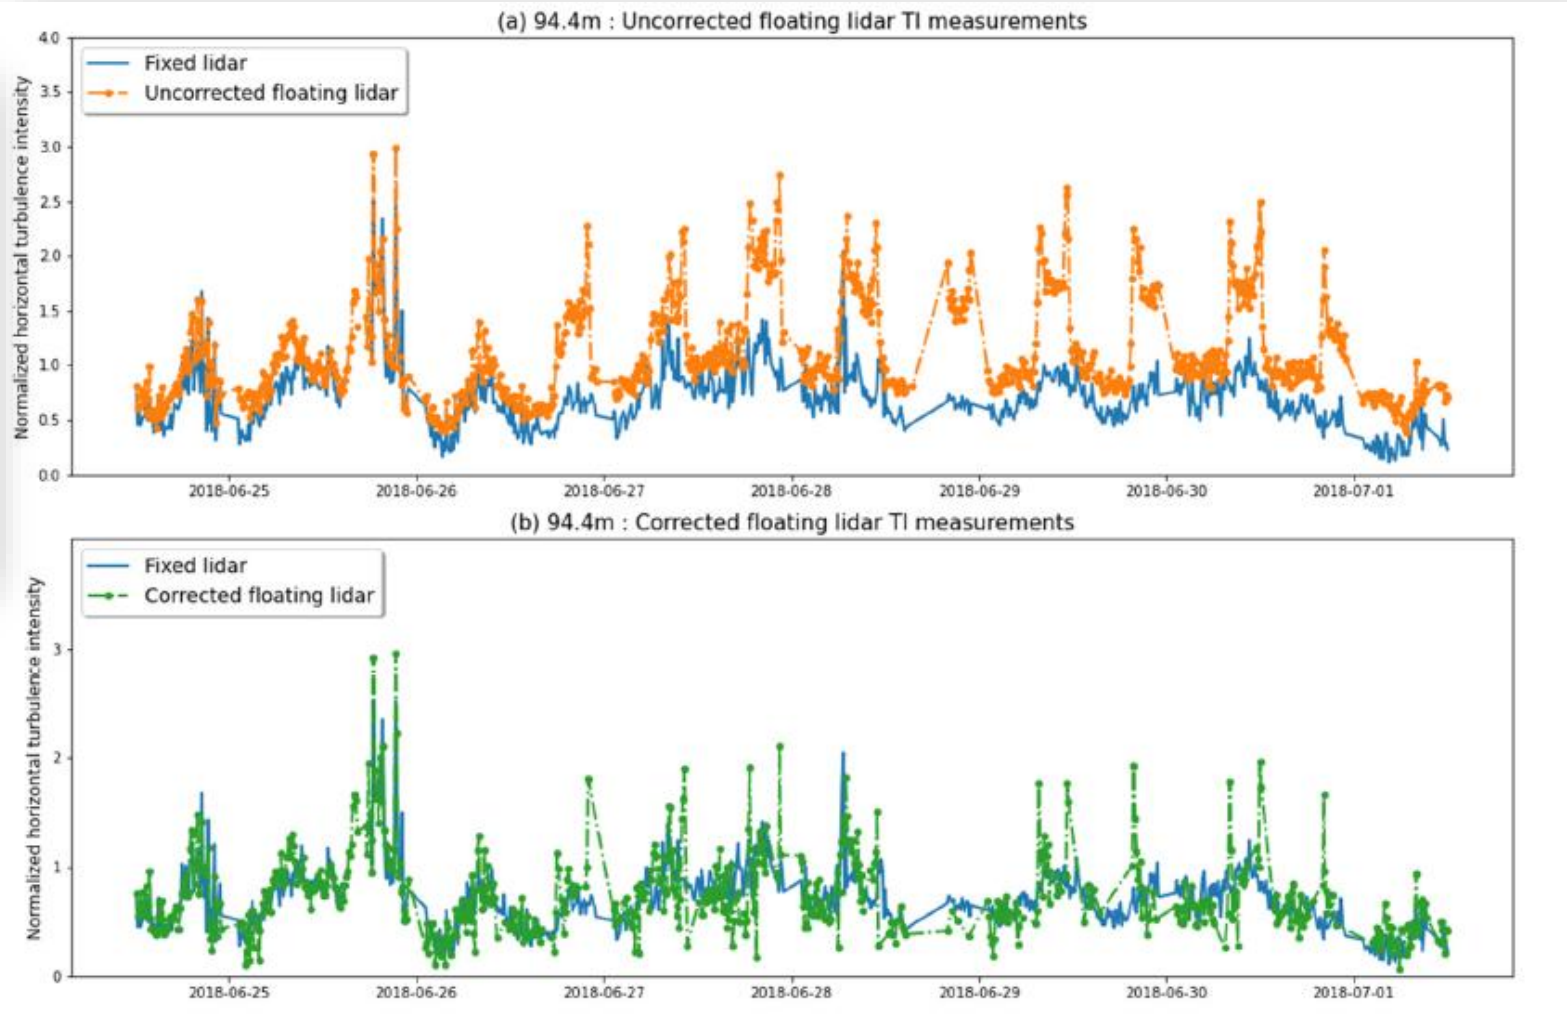 (a) 94.4m : Uncorrected floating lidar TI measurements
Normalized horizontal turbulence intensity
4.0
3.5
3.0
2.5
2.0
1.5
1.0
0.5
0.0
Fixed lidar
Uncorrected floating lidar
2018-06-25 2018-06-26 2018-06-27 2018-06-28 2018-06-29 2018-06-30 2018-07-01
(b) 94.4m : Corrected floating lidar TI measurements
Normalized horizontal turbulence intensity
3
2
1
0
Fixed lidar
Corrected floating lidar
2018-06-25 2018-06-26 2018-06-27 2018-06-28 2018-06-29 2018-06-30 2018-07-01